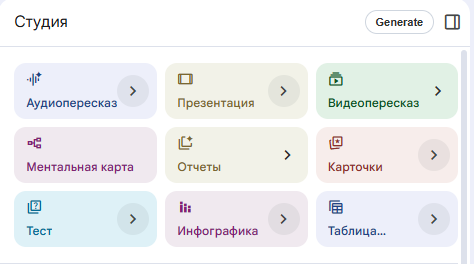 Студия
Generate
Аудиопересказ
Презентация
Видеопересказ
Ментальная карта
Отчеты
Карточки
Тест
Инфографика
Таблица...